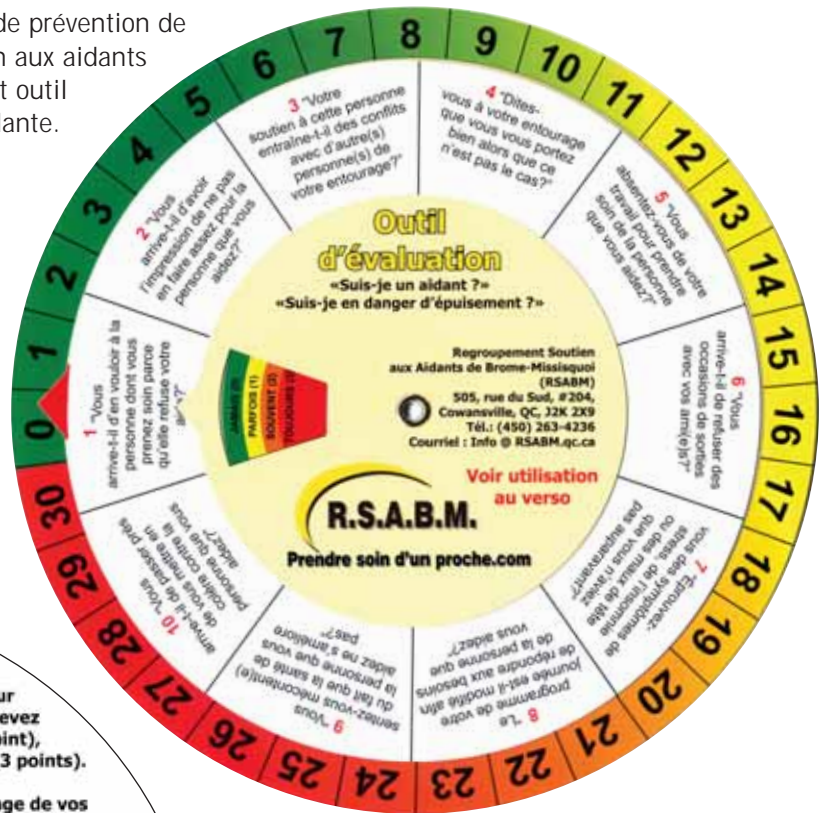 de prévention de
n aux aidants
t outil
lante.
0
1
2
3
4
5
6
7
8
9
10
11
12
13
14
15
16
17
18
19
20
21
22
23
24
25
26
27
28
29
30
1 "Vous
arrive-t-il d'en vouloir à la
personne dont vous
prenez soin parce
qu'elle refuse votre
2 "Vous
arrive-t-il d'avoir
l'impression de ne pas
en faire assez pour la
personne que vous
aidez?"
3 "Votre
soutien à cette personne
entraîne-t-il des conflits
avec d'autre(s)
personne(s) de
votre entourage?"
4 "Dites-
vous à votre entourage
que vous vous portez
bien alors que ce
n'est pas le cas?"
5 "Vous
absentez-vous de votre
travail pour prendre
soin de la personne
que vous aidez?"
6 "Vous
arrive-t-il de refuser des
occasions de sorties
avec vos ami(e)s?"
7 "Éprouvez-
vous des symptômes de
stress, de l'insomnie
ou des maux de tête
que vous n'aviez
pas auparavant?"
8 "Le
programme de votre
journée est-il modifié afin
de répondre aux besoins
de la personne que
vous aidez?"
9 "Vous
sentez-vous mécontent(e)
du fait que la santé de
la personne que vous
aidez ne s'améliore
pas?"
10 "Vous
arrive-t-il de passer près
de vous mettre en
colère contre la
personne que vous
aidez?"
Outil
d'évaluation
«Suis-je un aidant ?»
«Suis-je en danger d'épuisement ?»
JAMAIS (0)
PARFOIS (1)
SOUVENT (2)
TOUJOURS (3)
Regroupement Soutien
aux Aidants de Brome-Missisquoi
(RSABM)
505, rue du Sud, #204,
Cowansville, QC, J2K 2X9
Tél.: (450) 263-4236
Courriel : Info @ RSABM.qc.ca
Voir utilisation
au verso
R.S.A.B.M.
Prendre soin d'un proche.com
ur
evez
int),
3 points).
age de vos